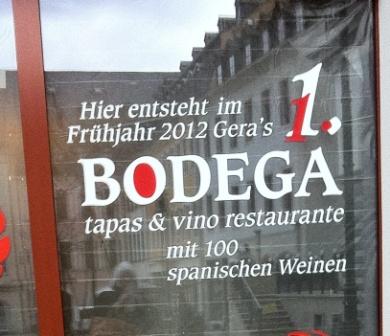 Hier entsteht im
Frühjahr 2012 Gera's 1.
BODEGA
tapas & vino restaurante
mit 100
spanischen Weinen